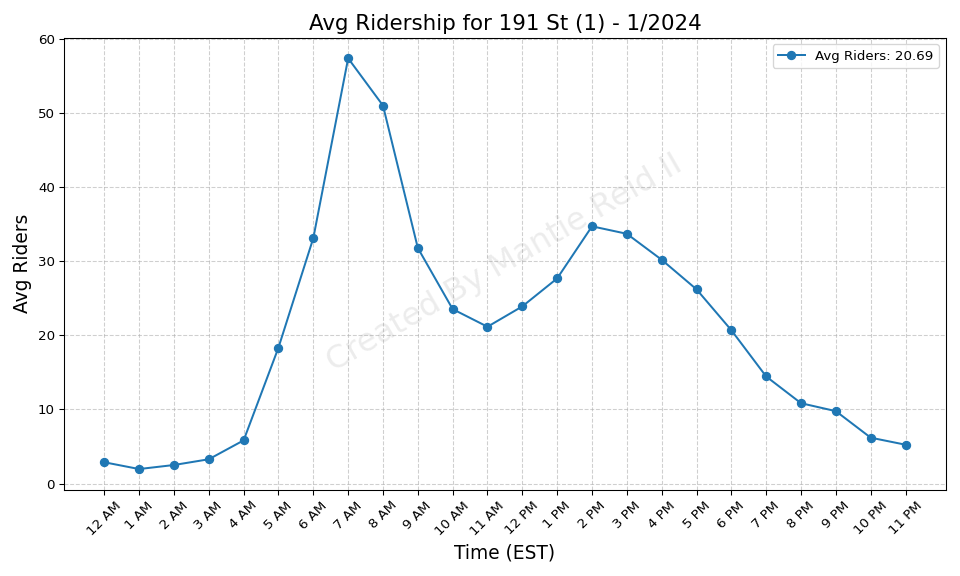 Avg Ridership for 191 St (1) - 1/2024
Avg Riders: 20.69
60
50
40
30
20
10
0
Avg Riders
Created By Mantie Reid II
12 AM 1 AM 2 AM 3 AM 4 AM 5 AM 6 AM 7 AM 8 AM 9 AM 10 AM 11 AM 12 PM 1 PM 2 PM 3 PM 4 PM 5 PM 6 PM 7 PM 8 PM 9 PM 10 PM 11 PM
Time (EST)